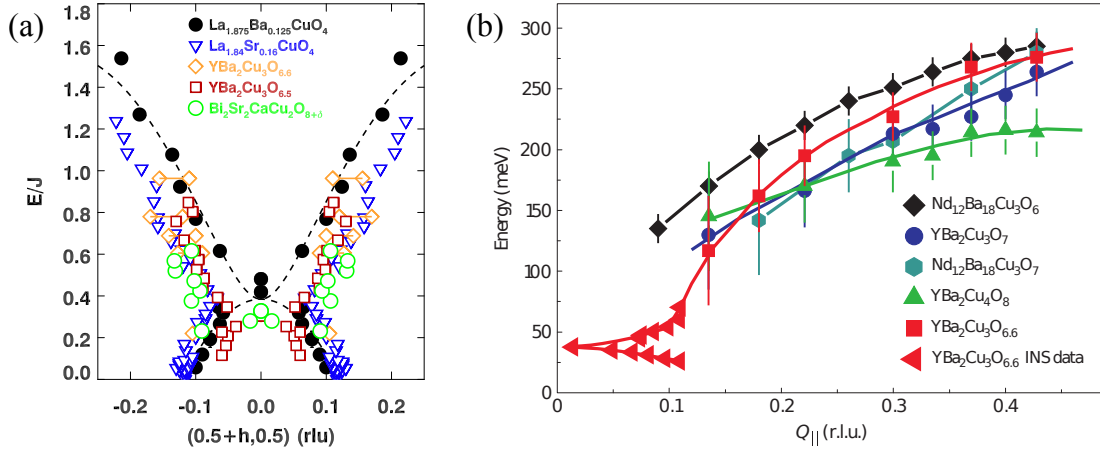 (a)
1.8
1.6
1.4
1.2
1.0
0.8
0.6
0.4
0.2
0.0
E/J
La1.875Ba0.125CuO4
La1.84Sr0.16CuO4
YBa2Cu3O6.6
YBa2Cu3O6.5
Bi2Sr2CaCu2O8+δ
-0.2 -0.1 0.0 0.1 0.2
(0.5+h,0.5) (rlu)
(b)
300
250
200
150
100
50
0
Energy (meV)
Nd12Ba18Cu3O6
YBa2Cu3O7
Nd12Ba18Cu3O7
YBa2Cu4O8
YBa2Cu3O6.6
YBa2Cu3O6.6 INS data
0 0.1 0.2 0.3 0.4
Q|| (r.l.u.)